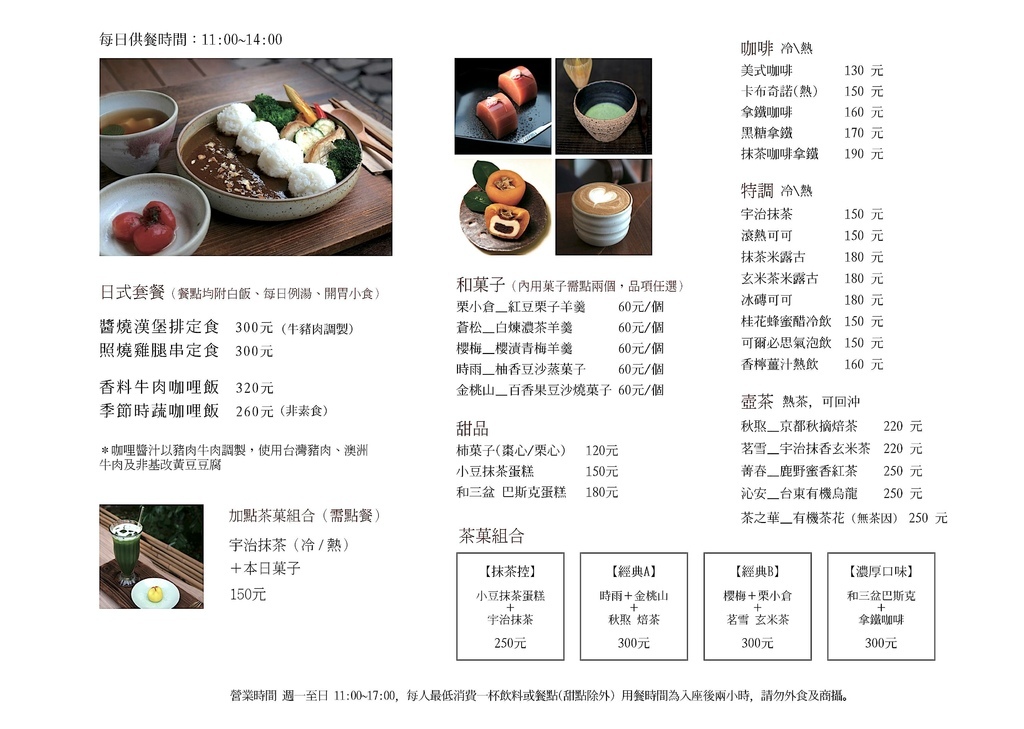 每日供餐時間：11:00~14:00
日式套餐（餐點均附白飯、每日例湯、開胃小食）
醬燒漢堡排定食 300元（牛豬肉調製）
照燒雞腿串定食 300元
香料牛肉咖哩飯 320元
季節時蔬咖哩飯 260元（非素食）
＊咖哩醬汁以豬肉牛肉調製，使用台灣豬肉、澳洲
牛肉及非基改黃豆豆腐
加點茶菓組合（需點餐）
宇治抹茶（冷/熱）
＋本日菓子
150元
和菓子（內用菓子需點兩個，品項任選）
栗小倉__紅豆栗子羊羹 60元/個
蒼松__白煉濃茶羊羹 60元/個
櫻梅__櫻漬青梅羊羹 60元/個
時雨__柚香豆沙蒸菓子 60元/個
金桃山__百香果豆沙燒菓子 60元/個
甜品
柿菓子(棗心/栗心) 120元
小豆抹茶蛋糕 150元
和三盆 巴斯克蛋糕 180元
咖啡 冷\熱
美式咖啡 130 元
卡布奇諾(熱) 150 元
拿鐵咖啡 160 元
黑糖拿鐵 170 元
抹茶咖啡拿鐵 190 元
特調 冷\熱
宇治抹茶 150 元
滾熱可可 150 元
抹茶米露古 180 元
玄米茶米露古 180 元
冰磚可可 180 元
桂花蜂蜜醋冷飲 150 元
可爾必思氣泡飲 150 元
香檸薑汁熱飲 160 元
壺茶 熱茶，可回沖
秋煕__京都秋摘焙茶 220 元
茗雪__宇治抹香玄米茶 220 元
菁春__鹿野蜜香紅茶 250 元
沁安__台東有機烏龍 250 元
茶之華__有機茶花（無茶因） 250 元
茶菓組合
【抹茶控】
小豆抹茶蛋糕
+
宇治抹茶
250元
【經典A】
時雨＋金桃山
+
秋煕 焙茶
300元
【經典B】
櫻梅＋栗小倉
+
茗雪 玄米茶
300元
【濃厚口味】
和三盆巴斯克
+
拿鐵咖啡
300元
營業時間 週一至日 11:00~17:00，每人最低消費一杯飲料或餐點(甜點除外) 用餐時間為入座後兩小時，請勿外食及商攝。